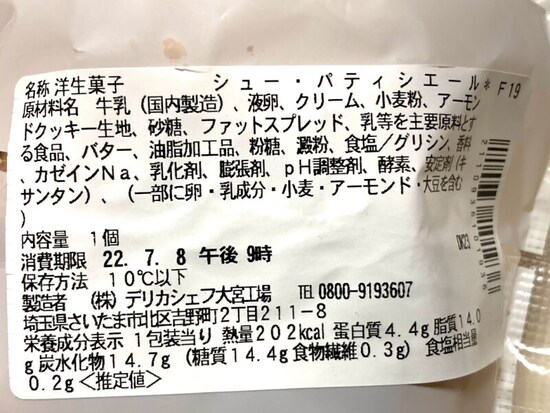 名称 洋生菓子 シュー・パティシエール * F19
原材料名 牛乳（国内製造）、液卵、クリーム、小麦粉、アーモン
ドクッキー生地、砂糖、ファットスプレッド、乳等を主要原料とす
る食品、バター、油脂加工品、粉糖、澱粉、食塩／グリシン、香料
、カゼインＮａ、乳化剤、膨張剤、ｐＨ調整剤、酵素、安定剤（キ
サンタン）、（一部に卵・乳成分・小麦・アーモンド・大豆を含む
）
内容量 １個
消費期限 22. 7. 8 午後 9時
保存方法 １０℃以下
製造者 （株）デリカシェフ大宮工場 TEL 0800-9193607
埼玉県さいたま市北区吉野町２丁目２１１-８
栄養成分表示 １包装当り 熱量２０２kcal 蛋白質４.４g 脂質１４.０
g 炭水化物１４.７g （糖質１４.４g 食物繊維０.３g） 食塩相当量
０.２g＜推定値＞
DK23